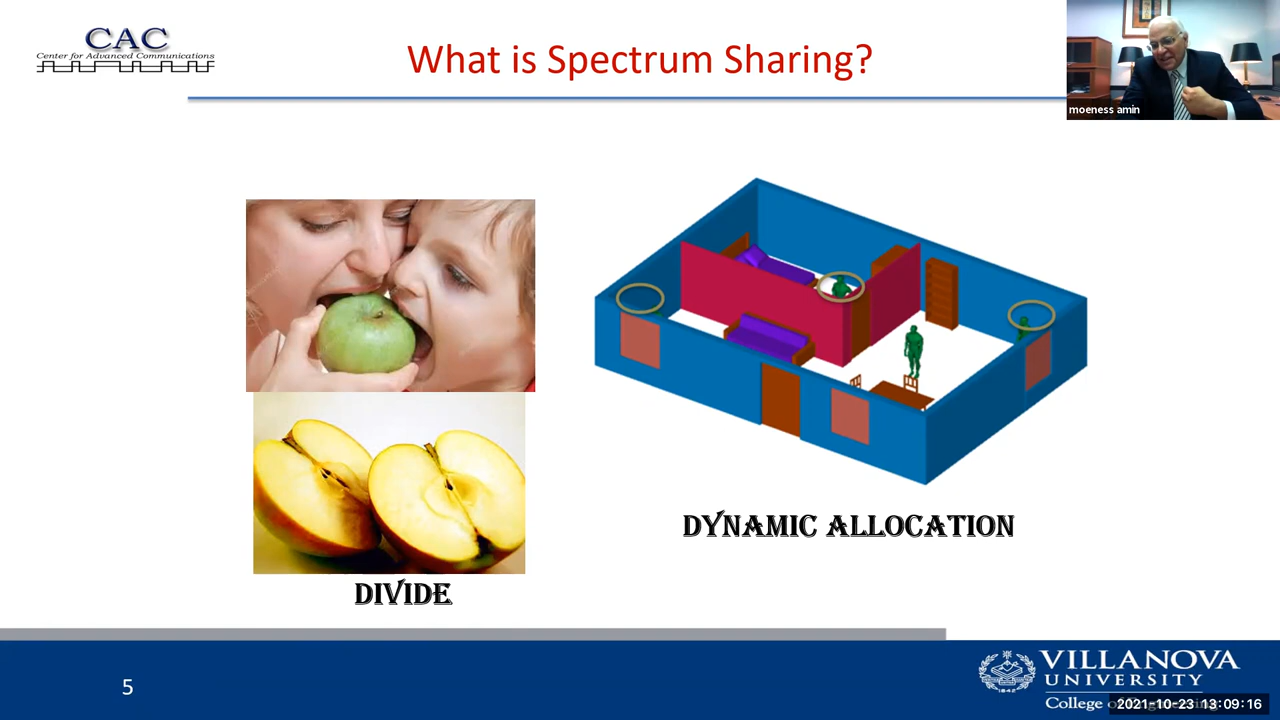 CAC
Center for Advanced Communications
What is Spectrum Sharing?
moeness amin
DYNAMIC ALLOCATION
DIVIDE
5
VILLANOVA
UNIVERSITY
College of
2021-10-23 13:09:16